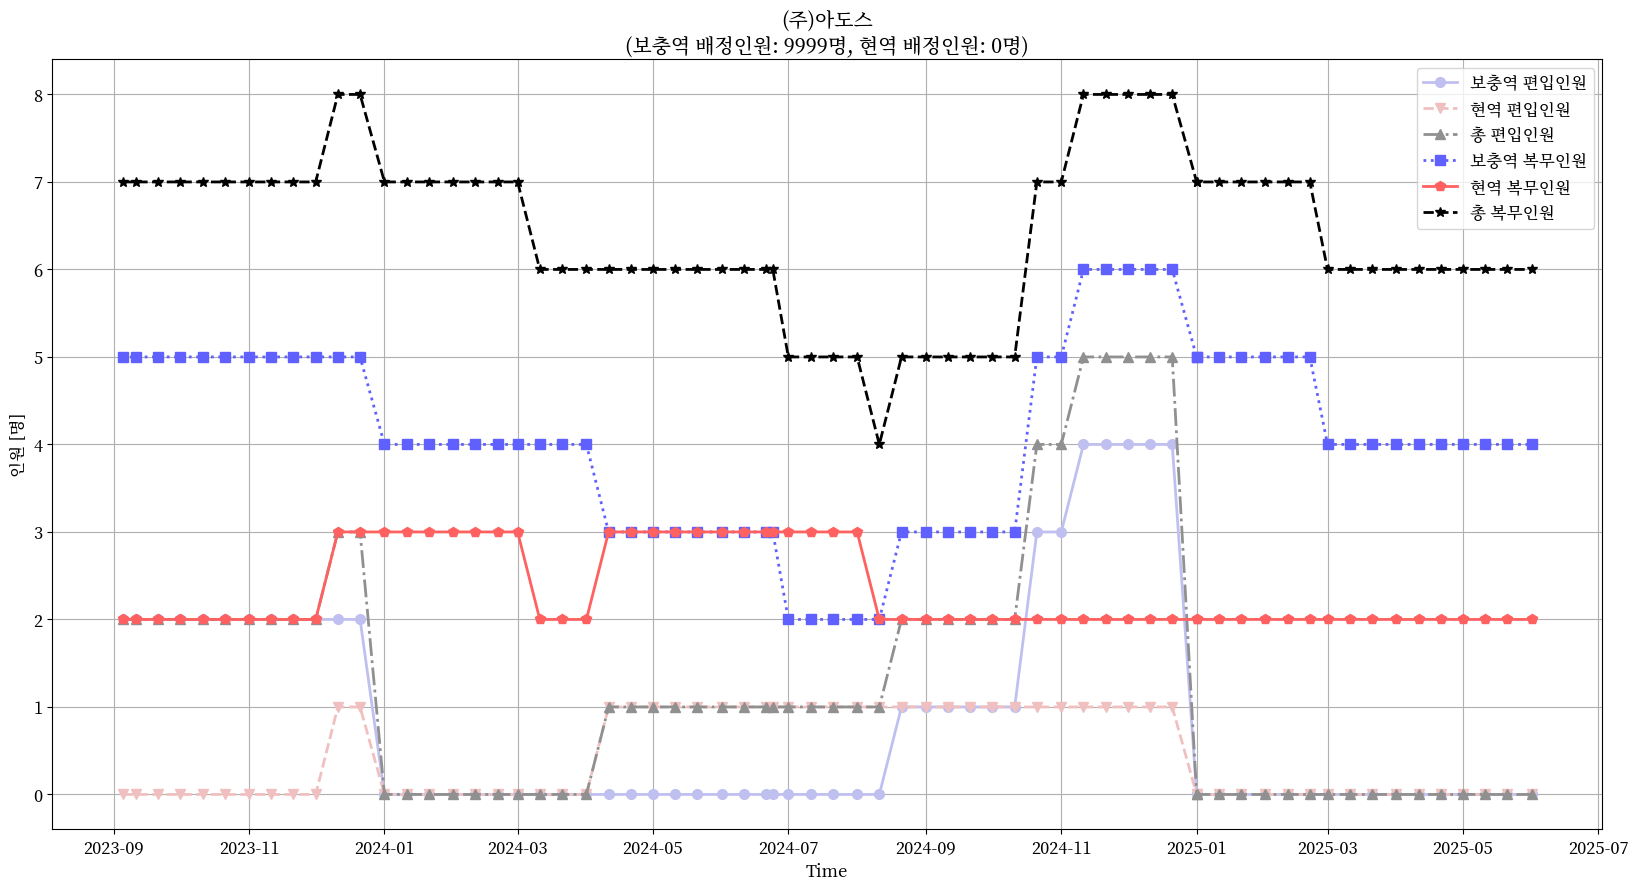 (주)아도스
(보충역 배정인원: 9999명, 현역 배정인원: 0명)
보충역 편입인원
현역 편입인원
총 편입인원
보충역 복무인원
현역 복무인원
총 복무인원
인원 [명]
8
7
6
5
4
3
2
1
0
2023-09 2023-11 2024-01 2024-03 2024-05 2024-07 2024-09 2024-11 2025-01 2025-03 2025-05 2025-07
Time